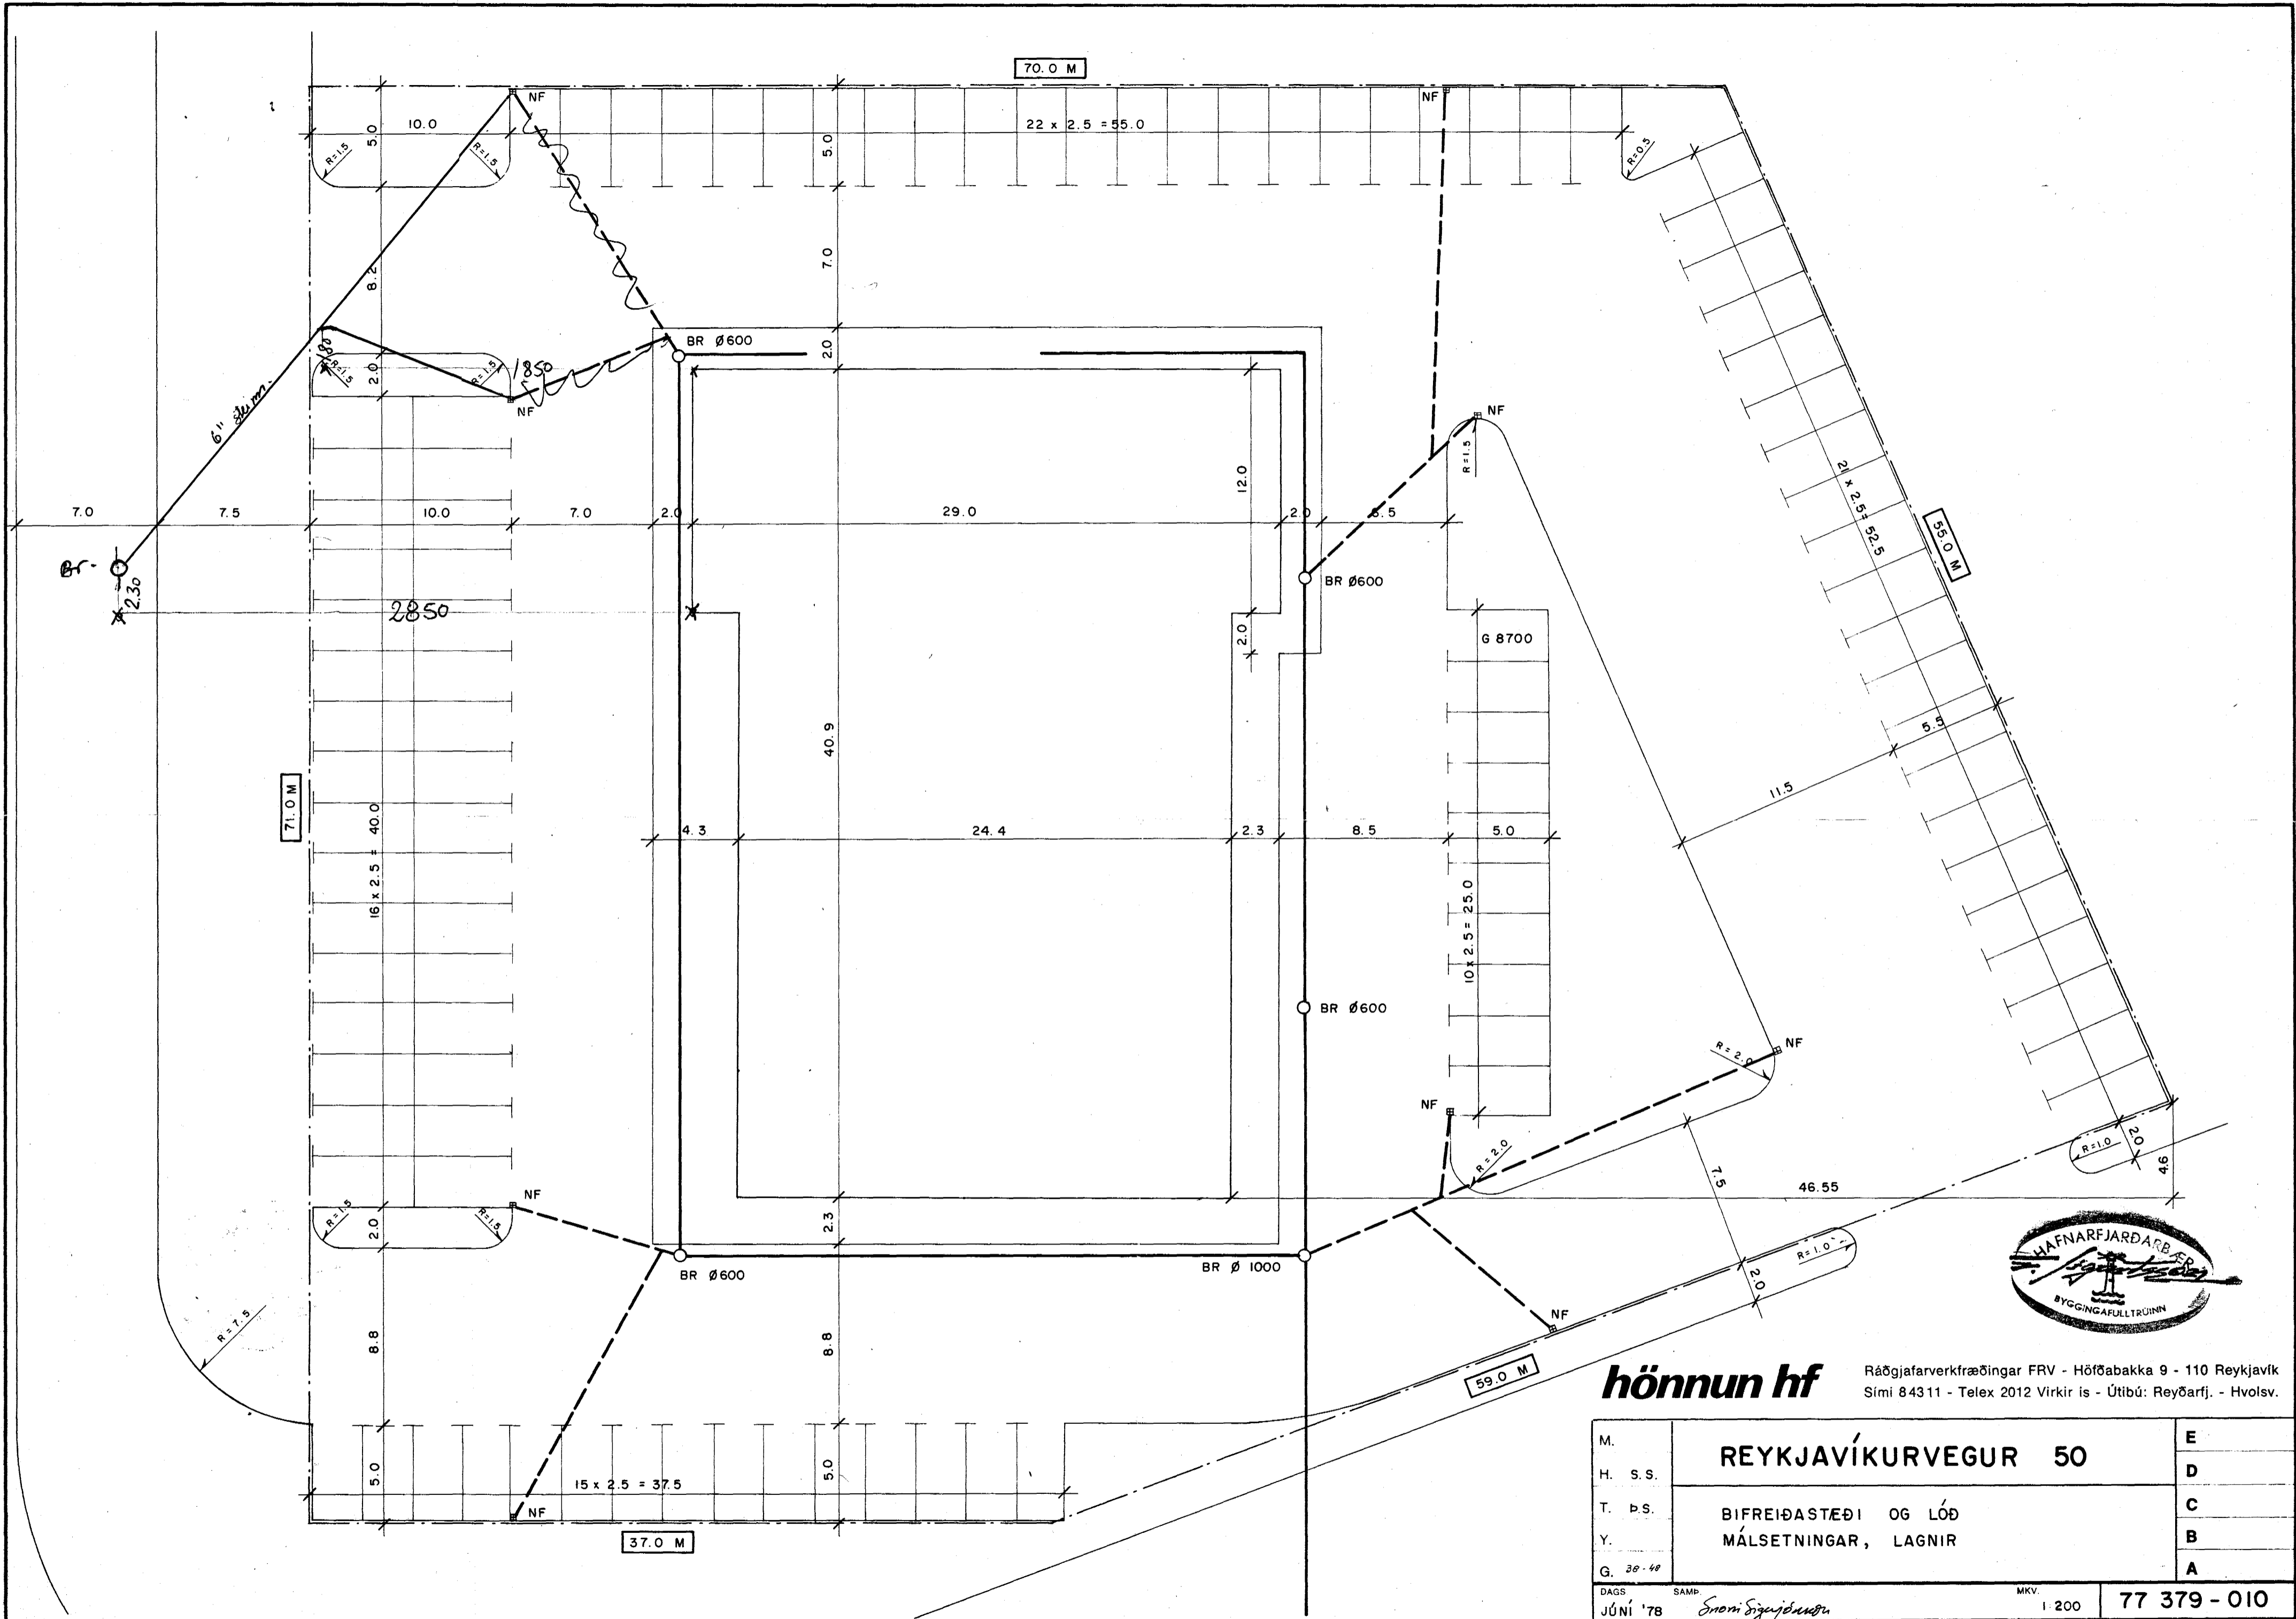 70.0 M
NF
NF
10.0
5.0
5.0
22 x 2.5 = 55.0
R=1.5
R=1.5
R=0.5
8.2
7.0
BR Ø600
2.0
180
R=1.5
2.0
R=1.5
1850
NF
NF
6"
R=1.5
12.0
21 x 2.5 = 52.5
55.0 M
7.0
7.5
10.0
7.0
2.0
29.0
2.0
6.5
Br.
2.30
BR Ø600
2850
2.0
G 8700
40.9
5.5
11.5
71.0 M
16 x 2.5 = 40.0
4.3
24.4
2.3
8.5
5.0
10 x 2.5 = 25.0
BR Ø600
R=2.0
NF
NF
R=2.0
7.5
R=1.0
2.0
4.6
46.55
NF
R=1.5
2.0
R=1.5
2.3
BR Ø600
BR Ø 1000
R=1.0
2.0
HAFNARFJARÐARBÆR
BYGGINGAFULLTRÚINN
R=7.5
8.8
8.8
NF
59.0 M
5.0
5.0
15 x 2.5 = 37.5
NF
37.0 M
hönnun hf
Ráðgjafarverkfræðingar FRV - Höfðabakka 9 - 110 Reykjavík
Sími 84311 - Telex 2012 Virkir is - Útibú: Reyðarfj. - Hvolsv.
M.
H. S.S.
T. Þ.S.
Y.
G. 38-48
REYKJAVÍKURVEGUR 50
BIFREIÐASTÆÐI OG LÓÐ
MÁLSETNINGAR, LAGNIR
E
D
C
B
A
DAGS
JÚNÍ '78
SAMÞ.
Snorri Sigurjónsson
MKV.
1:200
77 379 - 010